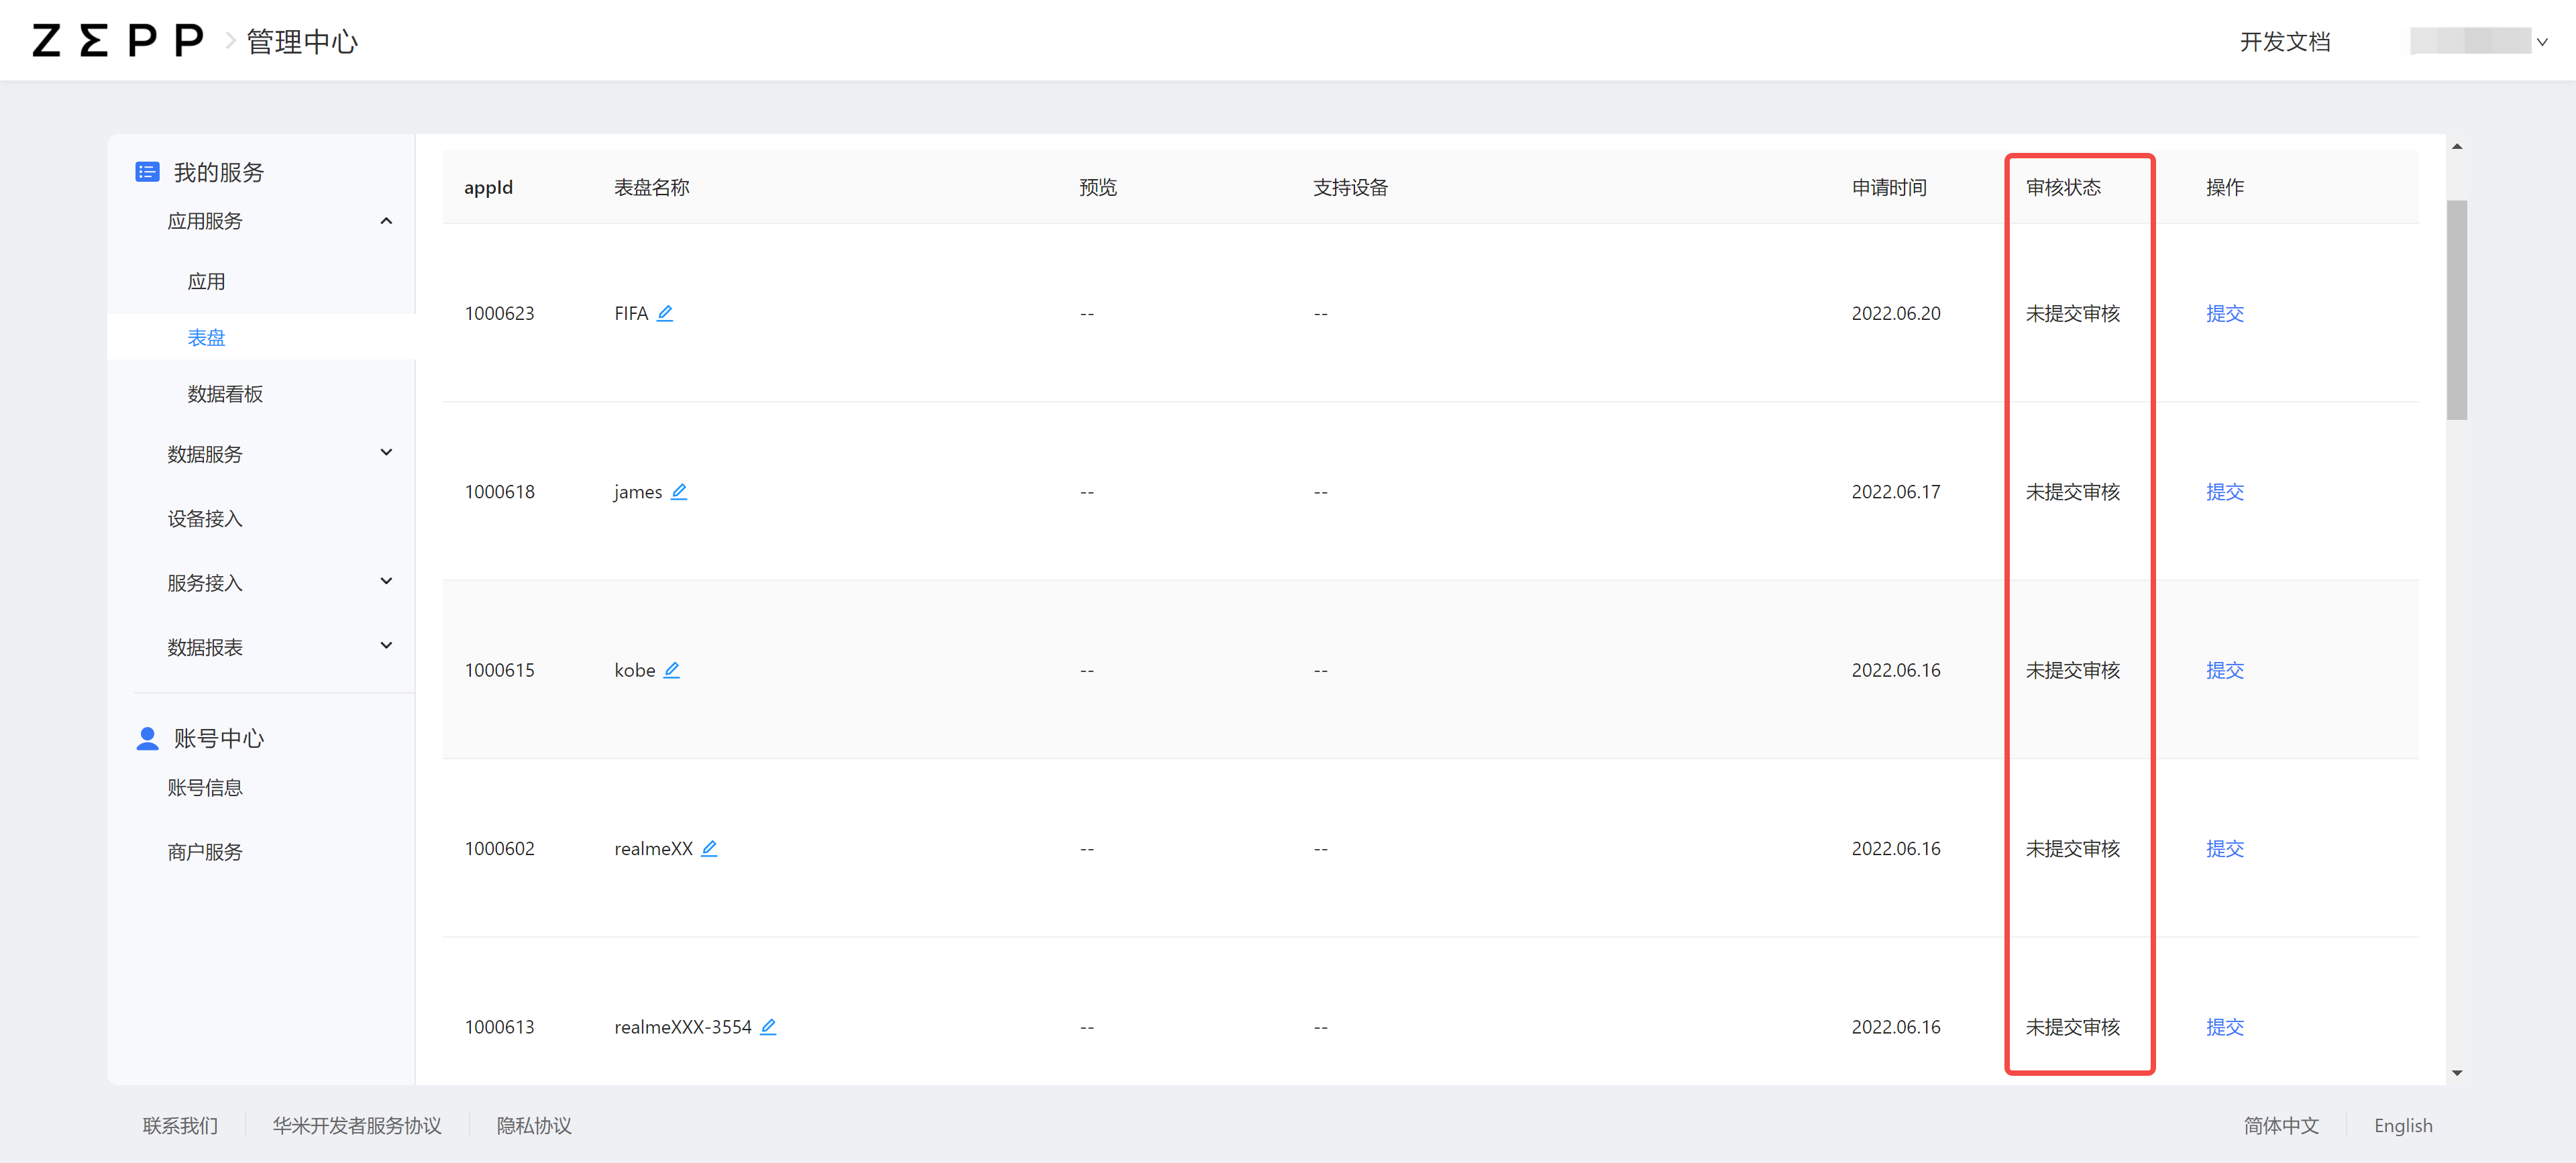 ZEPP 管理中心 开发文档
我的服务
应用服务
应用
表盘
数据看板
数据服务
设备接入
服务接入
数据报表
账号中心
账号信息
商户服务
appId 表盘名称 预览 支持设备 申请时间 审核状态 操作
1000623 FIFA -- -- 2022.06.20 未提交审核 提交
1000618 james -- -- 2022.06.17 未提交审核 提交
1000615 kobe -- -- 2022.06.16 未提交审核 提交
1000602 realmeXX -- -- 2022.06.16 未提交审核 提交
1000613 realmeXXX-3554 -- -- 2022.06.16 未提交审核 提交
联系我们 华米开发者服务协议 隐私协议 简体中文 English